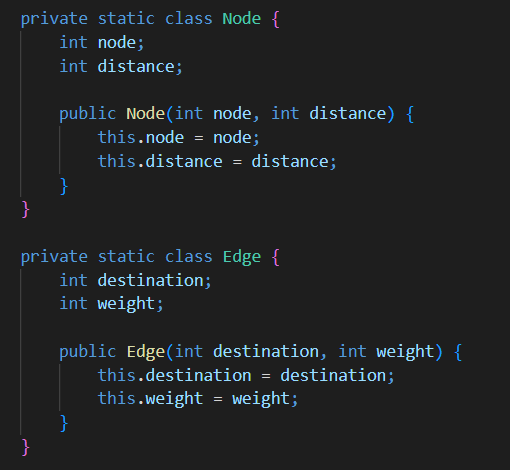 private static class Node {
    int node;
    int distance;

    public Node(int node, int distance) {
        this.node = node;
        this.distance = distance;
    }
}

private static class Edge {
    int destination;
    int weight;

    public Edge(int destination, int weight) {
        this.destination = destination;
        this.weight = weight;
    }
}